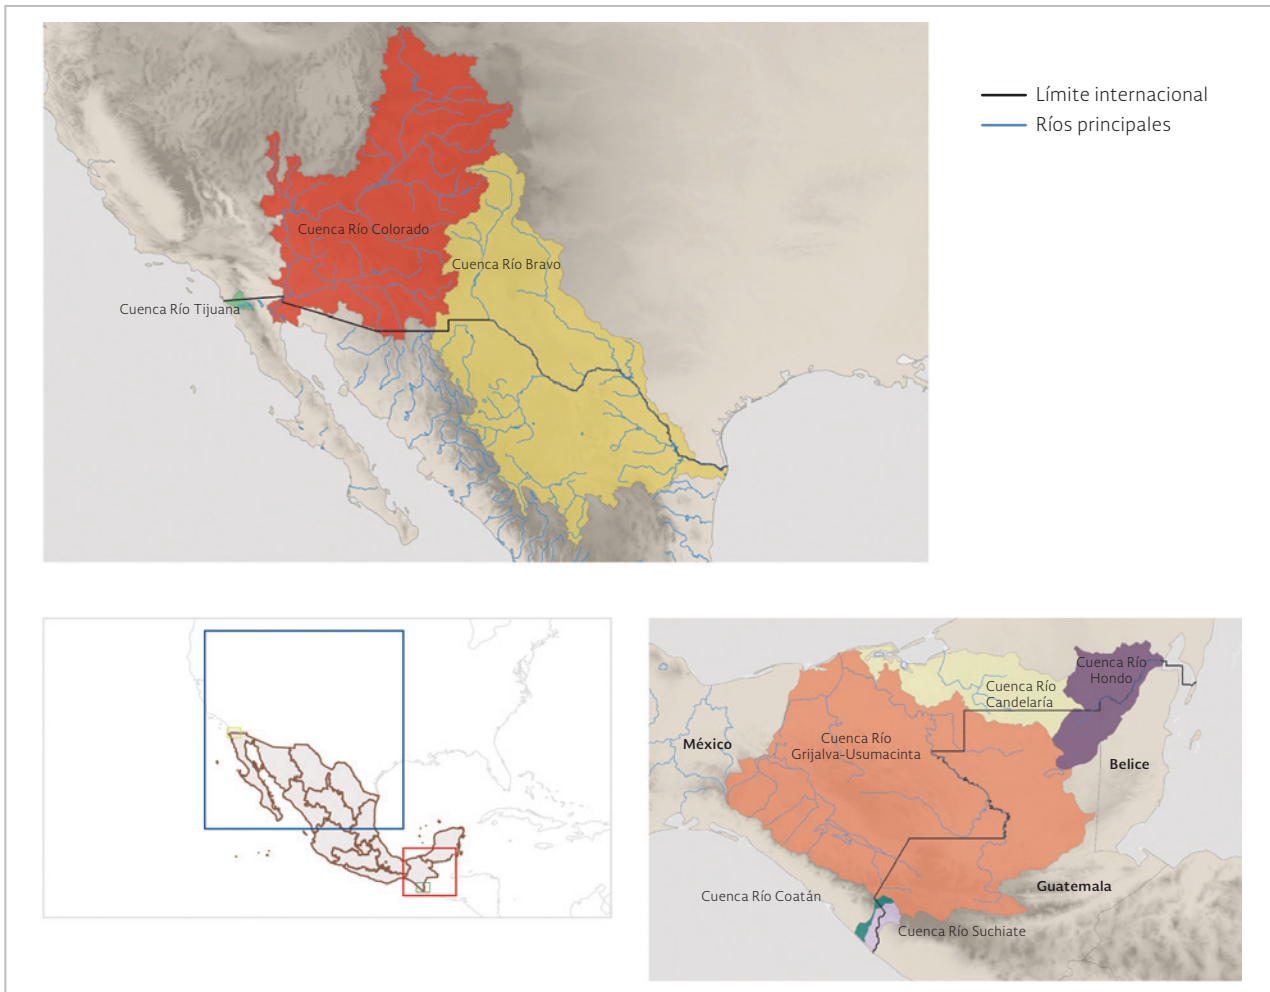 Límite internacional
Ríos principales
Cuenca Río Colorado
Cuenca Río Bravo
Cuenca Río Tijuana
Cuenca Río
Hondo
Cuenca Río
Candelaría
México
Cuenca Río
Grijalva-Usumacinta
Belice
Guatemala
Cuenca Río Coatán
Cuenca Río Suchiate